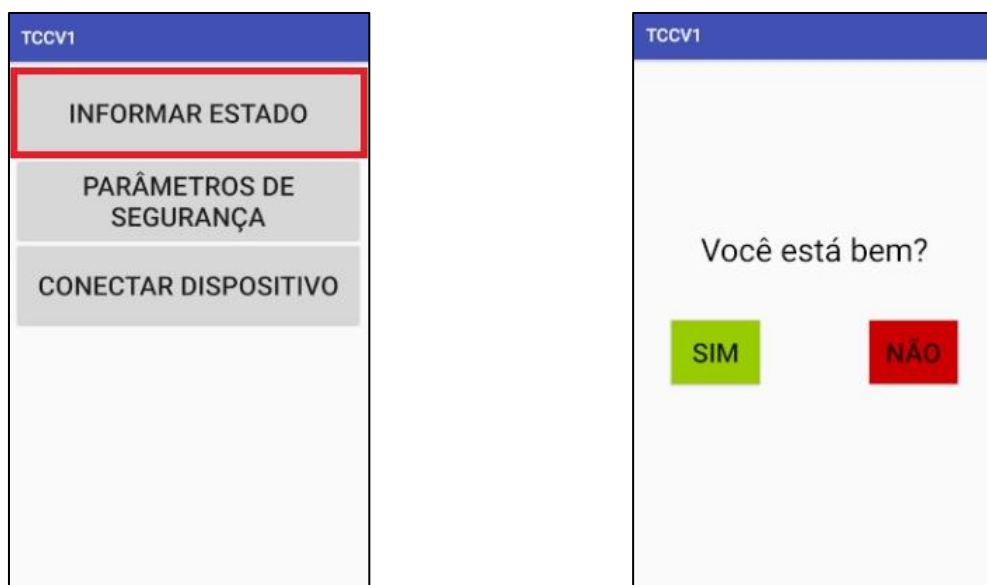 TCCV1
INFORMAR ESTADO
PARÂMETROS DE
SEGURANÇA
CONECTAR DISPOSITIVO
TCCV1
Você está bem?
SIM
NÃO